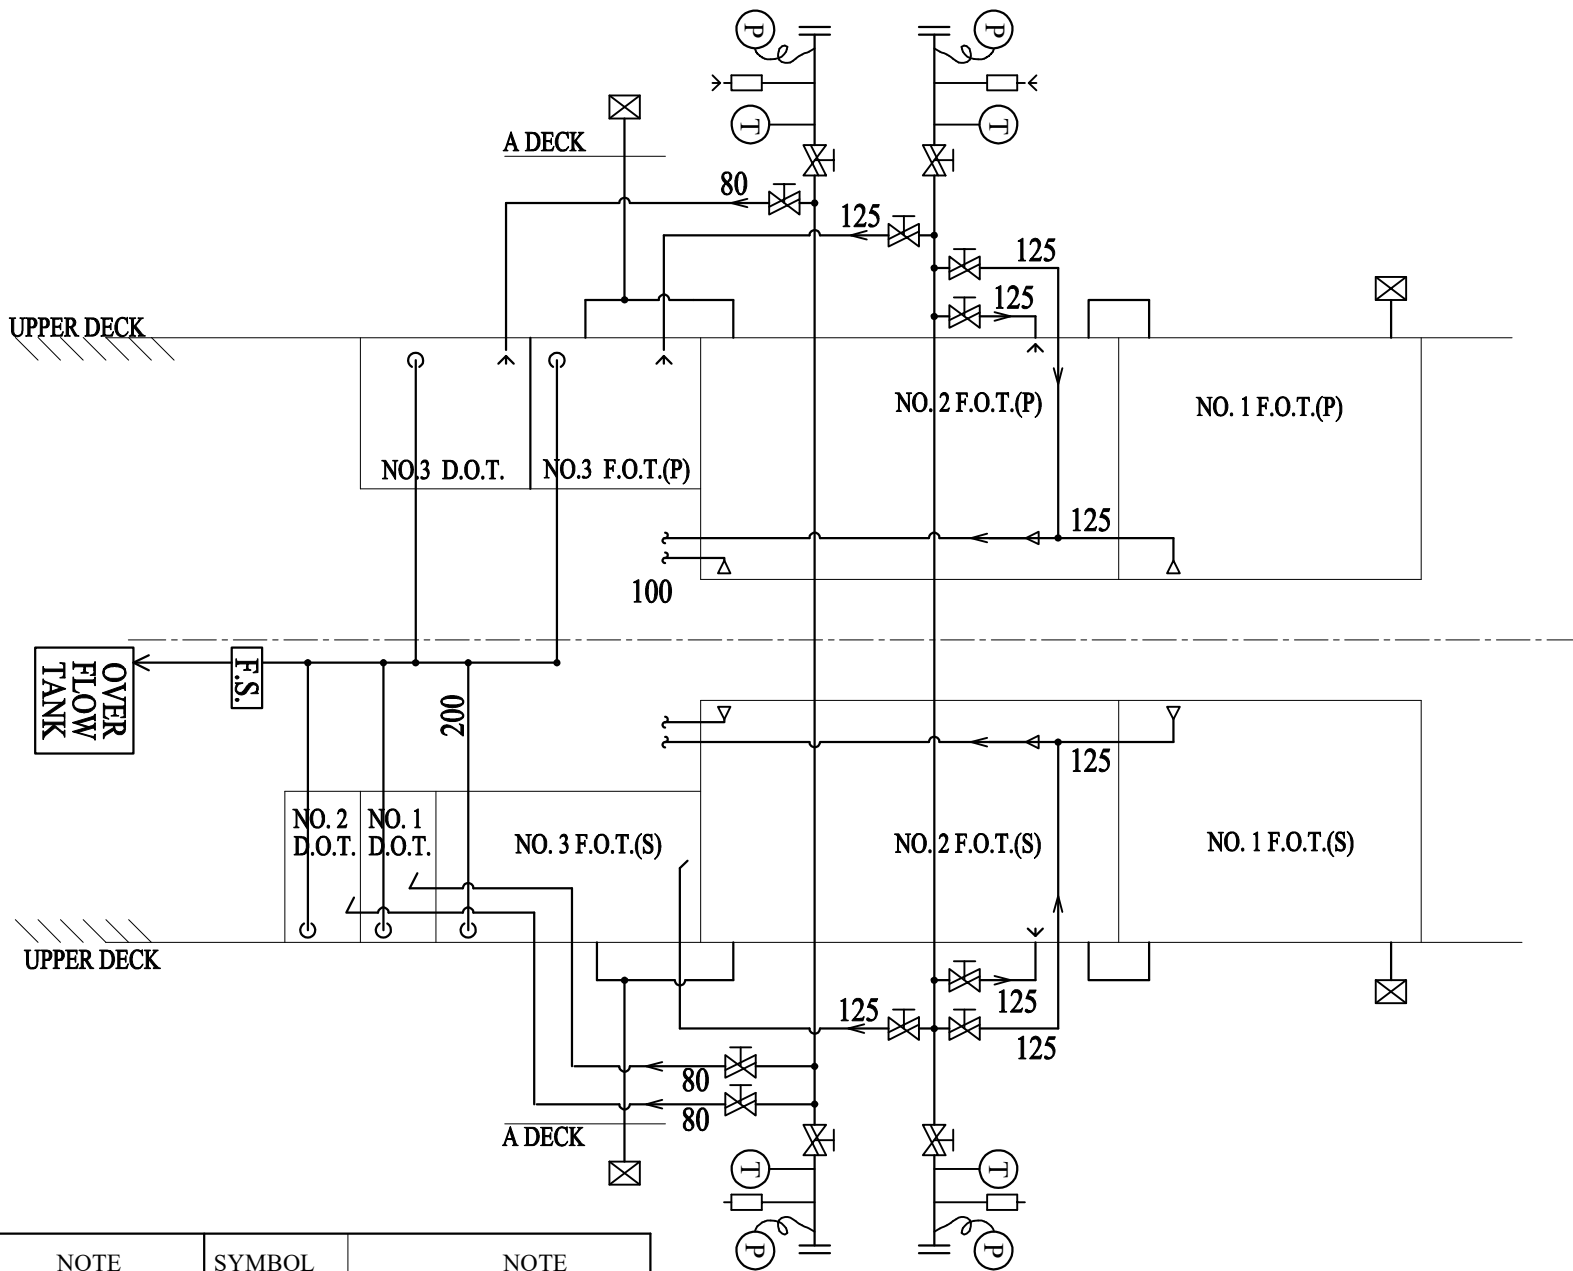 P
P
T
T
A DECK
80
125
125
125
UPPER DECK
NO. 2 F.O.T.(P)
NO. 1 F.O.T.(P)
NO.3 D.O.T.
NO.3 F.O.T.(P)
125
100
OVER
FLOW
TANK
F.S.
200
125
NO. 2
D.O.T.
NO. 1
D.O.T.
NO. 3 F.O.T.(S)
NO. 2 F.O.T.(S)
NO. 1 F.O.T.(S)
UPPER DECK
125
125
125
80
80
A DECK
T
T
P
P
NOTE
SYMBOL
NOTE